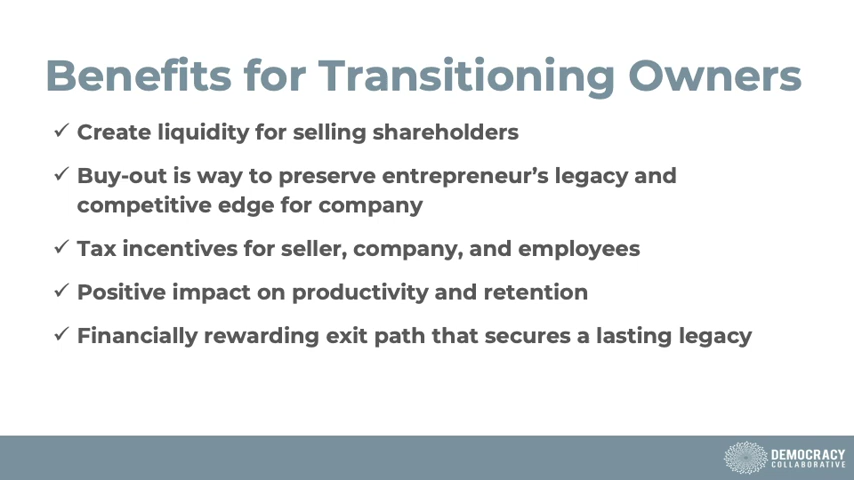 Benefits for Transitioning Owners
✓ Create liquidity for selling shareholders
✓ Buy-out is way to preserve entrepreneur’s legacy and
competitive edge for company
✓ Tax incentives for seller, company, and employees
✓ Positive impact on productivity and retention
✓ Financially rewarding exit path that secures a lasting legacy
DEMOCRACY
COLLABORATIVE